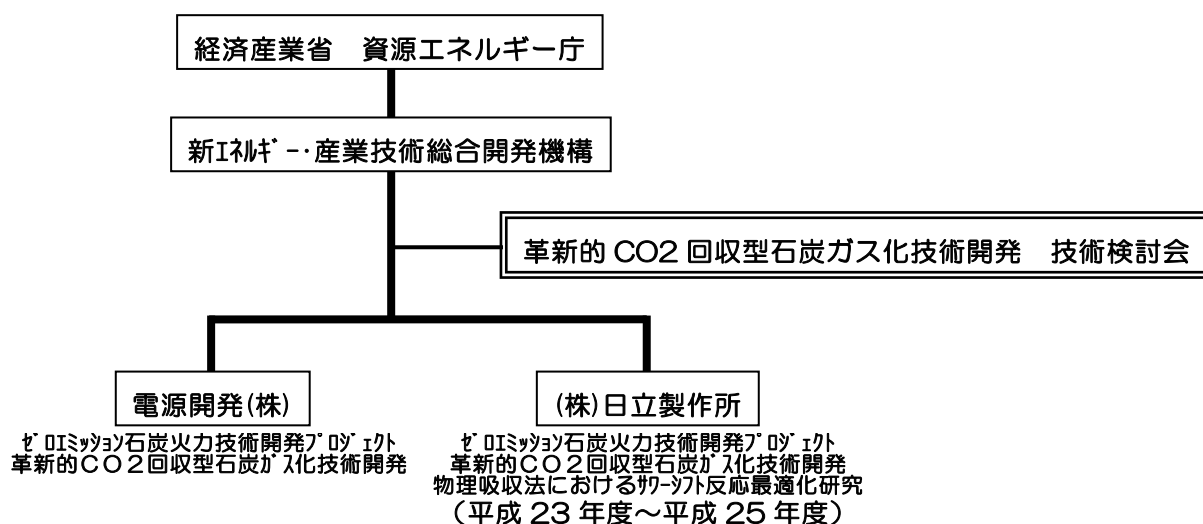 経済産業省　資源エネルギー庁
新ｴﾈﾙｷﾞｰ･産業技術総合開発機構
革新的 CO2 回収型石炭ガス化技術開発　技術検討会
電源開発(株)
ｾﾞﾛｴﾐｯｼｮﾝ石炭火力技術開発ﾌﾟﾛｼﾞｪｸﾄ
革新的ＣＯ２回収型石炭ｶﾞｽ化技術開発
(株)日立製作所
ｾﾞﾛｴﾐｯｼｮﾝ石炭火力技術開発ﾌﾟﾛｼﾞｪｸﾄ
革新的ＣＯ２回収型石炭ｶﾞｽ化技術開発
物理吸収法におけるｻﾜｰｼﾌﾄ反応最適化研究
（平成 23 年度～平成 25 年度）